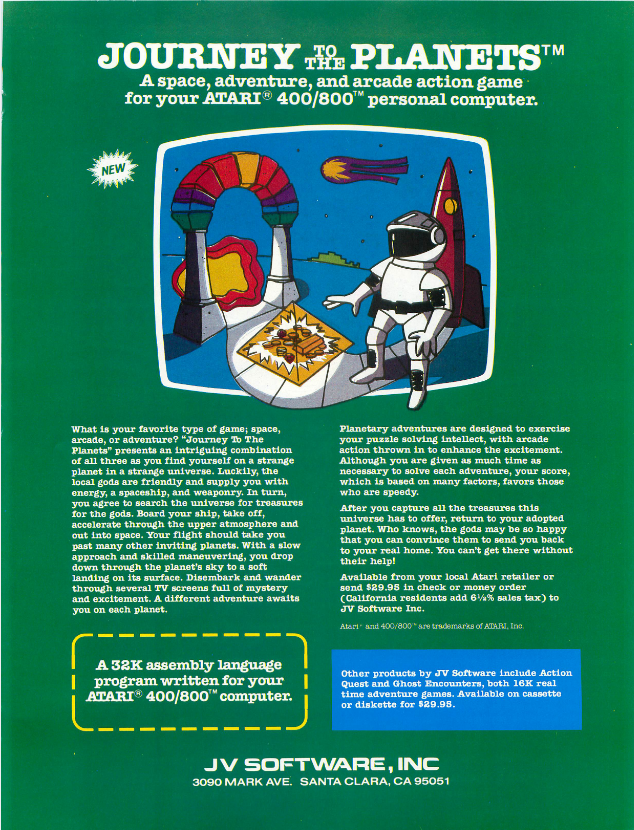 JOURNEY TO THE PLANETS™
A space, adventure, and arcade action game
for your ATARI® 400/800™ personal computer.
NEW
What is your favorite type of game; space,
arcade, or adventure? "Journey To The
Planets" presents an intriguing combination
of all three as you find yourself on a strange
planet in a strange universe. Luckily, the
local gods are friendly and supply you with
energy, a spaceship, and weaponry. In turn,
you agree to search the universe for treasures
for the gods. Board your ship, take off,
accelerate through the upper atmosphere and
out into space. Your flight should take you
past many other inviting planets. With a slow
approach and skilled maneuvering, you drop
down through the planet's sky to a soft
landing on its surface. Disembark and wander
through several TV screens full of mystery
and excitement. A different adventure awaits
you on each planet.
A 32K assembly language
program written for your
ATARI® 400/800™ computer.
Planetary adventures are designed to exercise
your puzzle solving intellect, with arcade
action thrown in to enhance the excitement.
Although you are given as much time as
necessary to solve each adventure, your score,
which is based on many factors, favors those
who are speedy.
After you capture all the treasures this
universe has to offer, return to your adopted
planet. Who knows, the gods may be so happy
that you can convince them to send you back
to your real home. You can't get there without
their help!
Available from your local Atari retailer or
send $29.95 in check or money order
(California residents add 6½% sales tax) to
JV Software Inc.
Atari® and 400/800™ are trademarks of ATARI, Inc.
Other products by JV Software include Action
Quest and Ghost Encounters, both 16K real
time adventure games. Available on cassette
or diskette for $29.95.
JV SOFTWARE, INC
3090 MARK AVE. SANTA CLARA, CA 95051